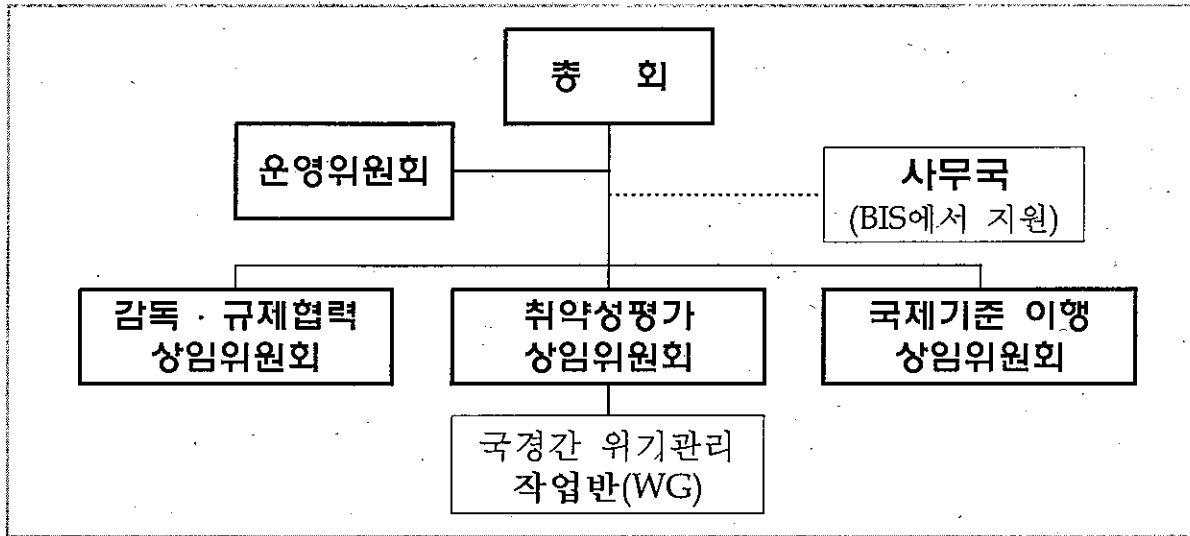 총 회
운영위원회
사무국
(BIS에서 지원)
감독 · 규제협력
상임위원회
취약성평가
상임위원회
국제기준 이행
상임위원회
국경간 위기관리
작업반(WG)